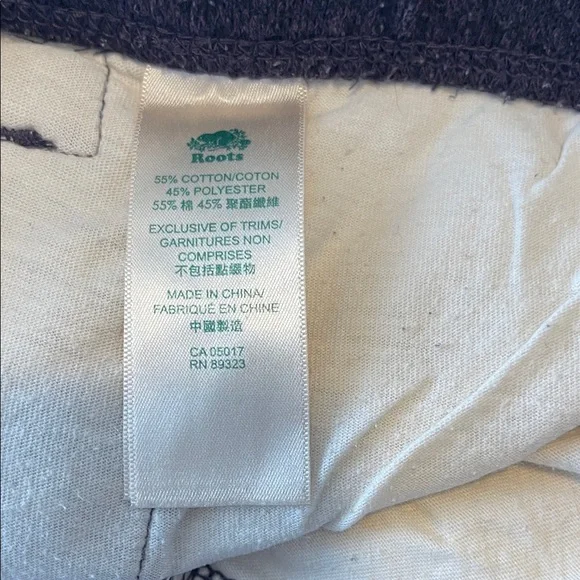 Roots
55% COTTON/COTON
45% POLYESTER
55% 棉 45% 聚酯纖維
EXCLUSIVE OF TRIMS/
GARNITURES NON
COMPRISES
不包括點綴物
MADE IN CHINA/
FABRIQUÉ EN CHINE
中國製造
CA 05017
RN 89323